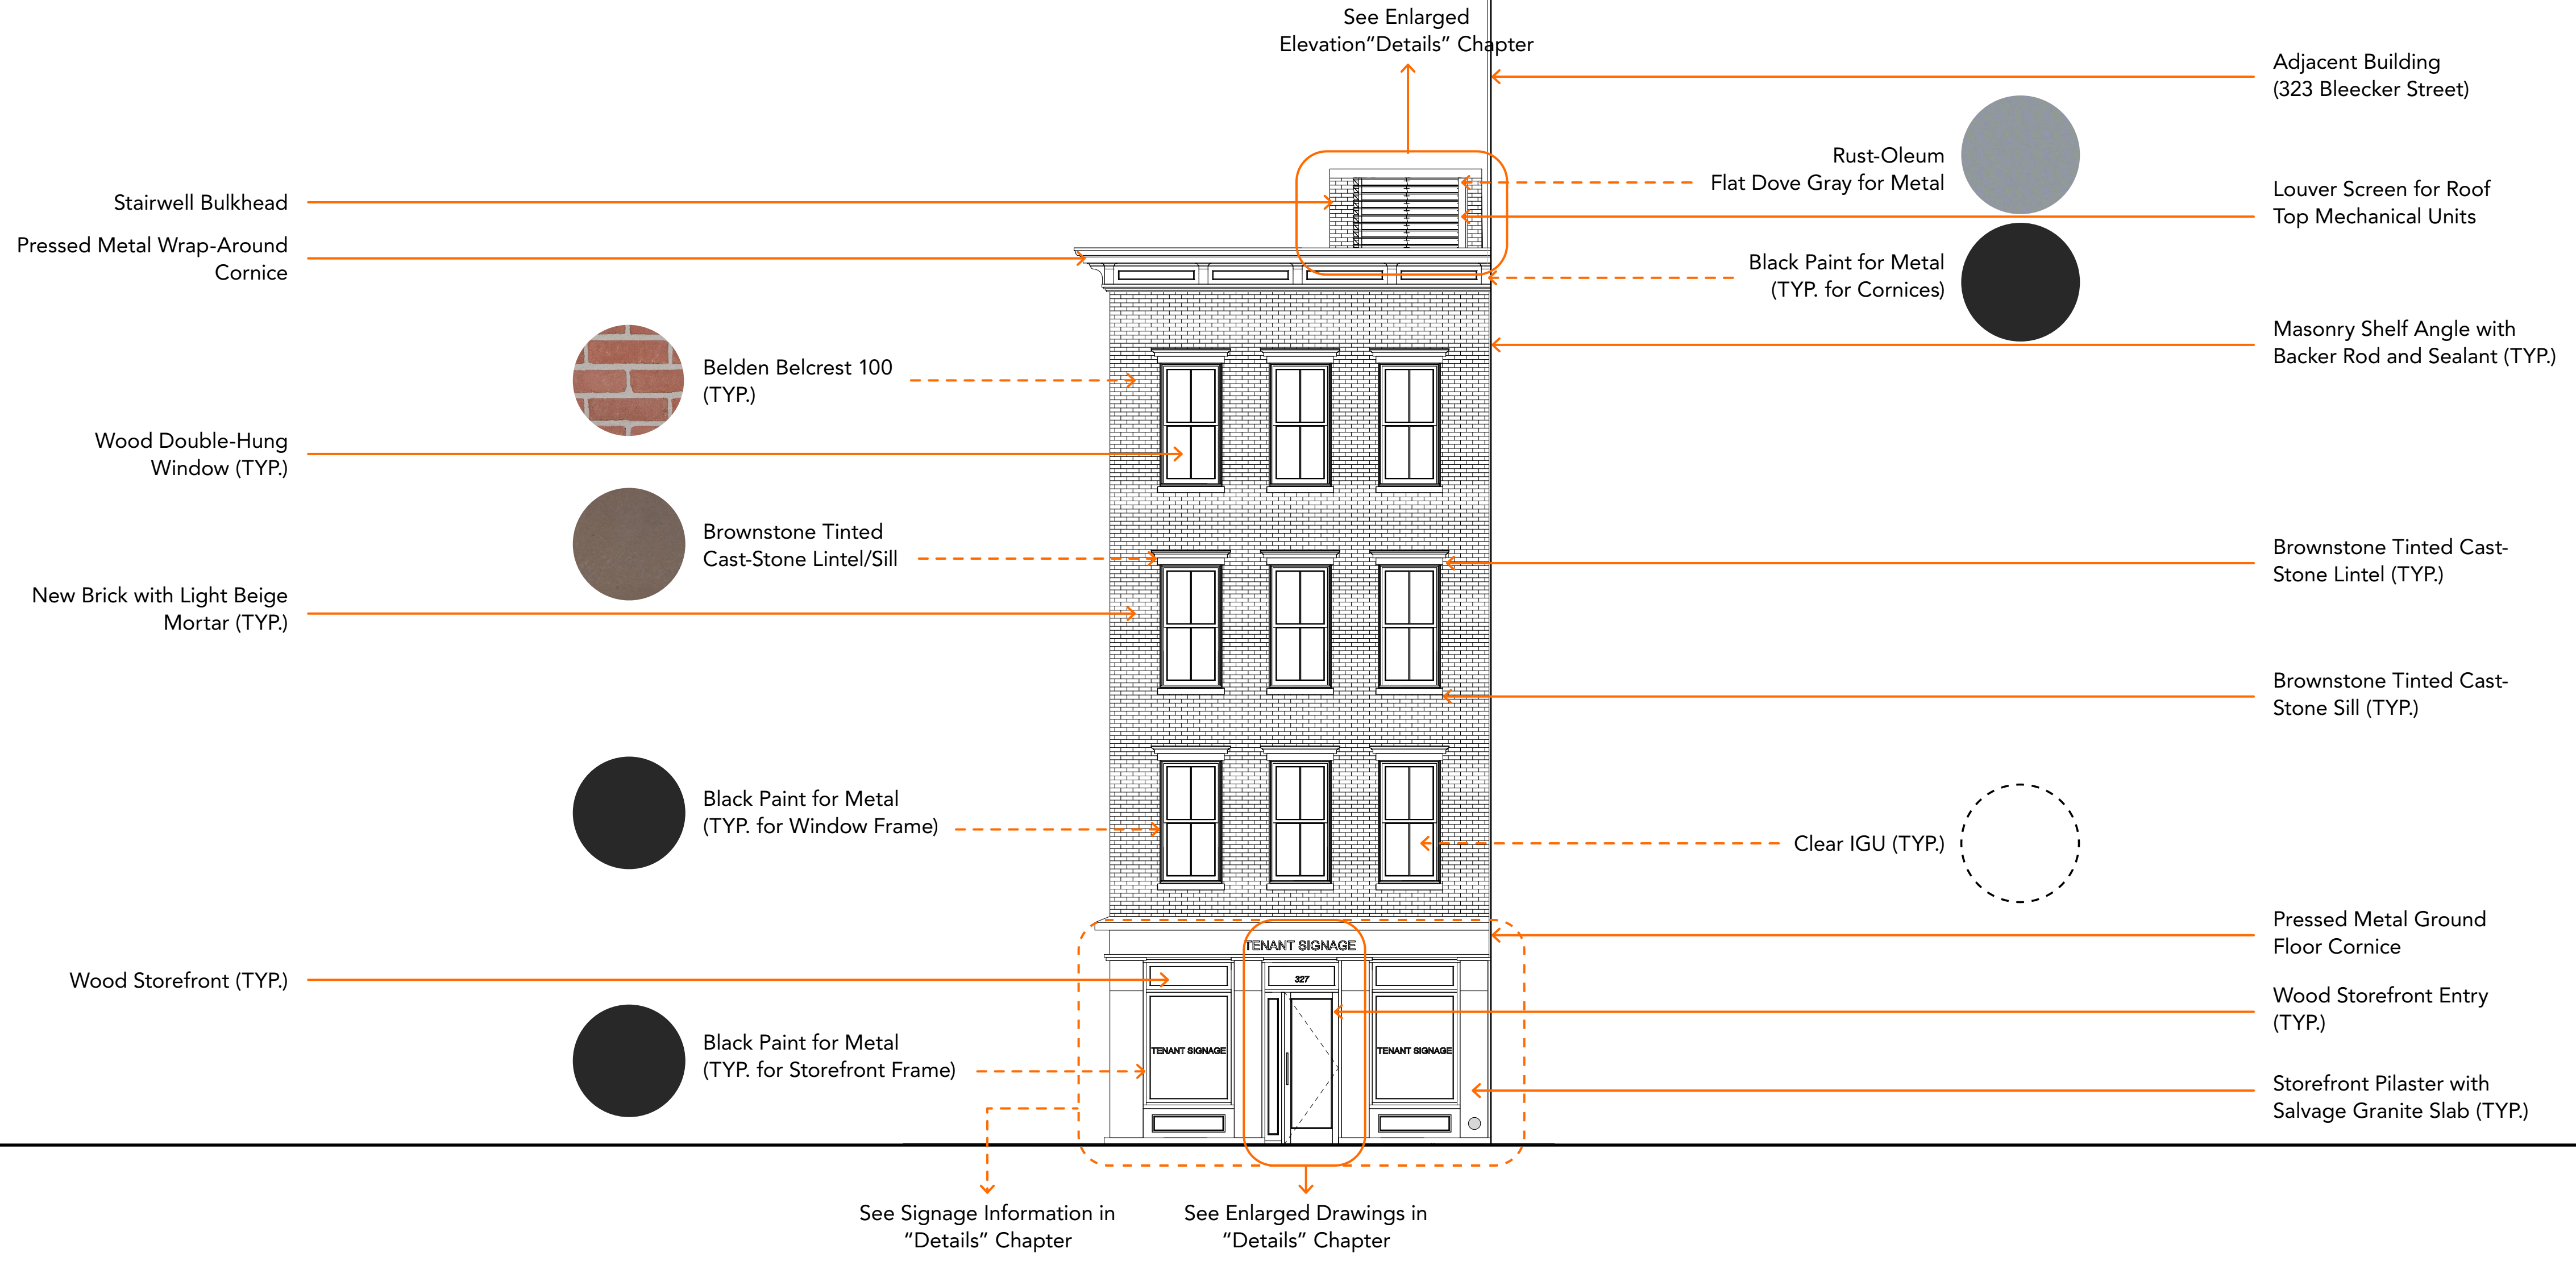 See Enlarged
Elevation“Details” Chapter
Adjacent Building
(323 Bleecker Street)
Rust-Oleum
Flat Dove Gray for Metal
Louver Screen for Roof
Top Mechanical Units
Stairwell Bulkhead
Pressed Metal Wrap-Around
Cornice
Black Paint for Metal
(TYP. for Cornices)
Masonry Shelf Angle with
Backer Rod and Sealant (TYP.)
Belden Belcrest 100
(TYP.)
Wood Double-Hung
Window (TYP.)
Brownstone Tinted
Cast-Stone Lintel/Sill
Brownstone Tinted Cast-
Stone Lintel (TYP.)
New Brick with Light Beige
Mortar (TYP.)
Brownstone Tinted Cast-
Stone Sill (TYP.)
Black Paint for Metal
(TYP. for Window Frame)
Clear IGU (TYP.)
Pressed Metal Ground
Floor Cornice
TENANT SIGNAGE
Wood Storefront (TYP.)
327
Wood Storefront Entry
(TYP.)
Black Paint for Metal
(TYP. for Storefront Frame)
TENANT SIGNAGE
TENANT SIGNAGE
Storefront Pilaster with
Salvage Granite Slab (TYP.)
See Signage Information in
“Details” Chapter
See Enlarged Drawings in
“Details” Chapter